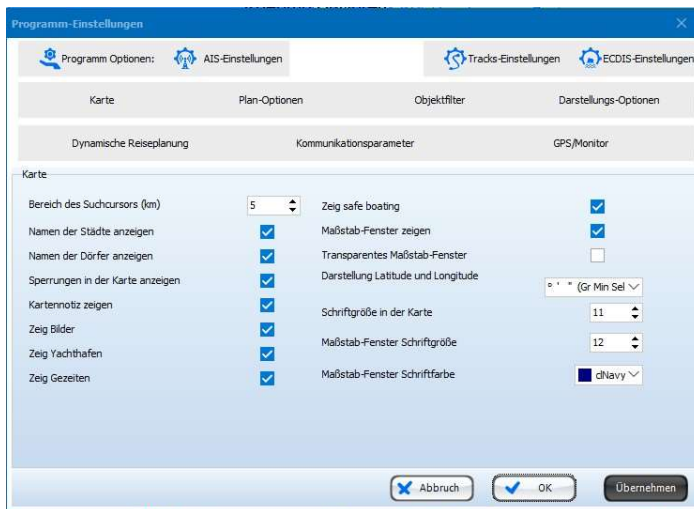 Programm-Einstellungen
Programm Optionen: AIS-Einstellungen Tracks-Einstellungen ECDIS-Einstellungen
Karte Plan-Optionen Objektfilter Darstellungs-Optionen
Dynamische Reiseplanung Kommunikationsparameter GPS/Monitor
Karte
Bereich des Suchcursors (km) 5
Namen der Städte anzeigen
Namen der Dörfer anzeigen
Sperrungen in der Karte anzeigen
Kartennotiz zeigen
Zeig Bilder
Zeig Yachthafen
Zeig Gezeiten
Zeig safe boating
Maßstab-Fenster zeigen
Transparentes Maßstab-Fenster
Darstellung Latitude und Longitude ° ' " (Gr Min Sel
Schriftgröße in der Karte 11
Maßstab-Fenster Schriftgröße 12
Maßstab-Fenster Schriftfarbe clNavy
Abbruch OK Übernehmen